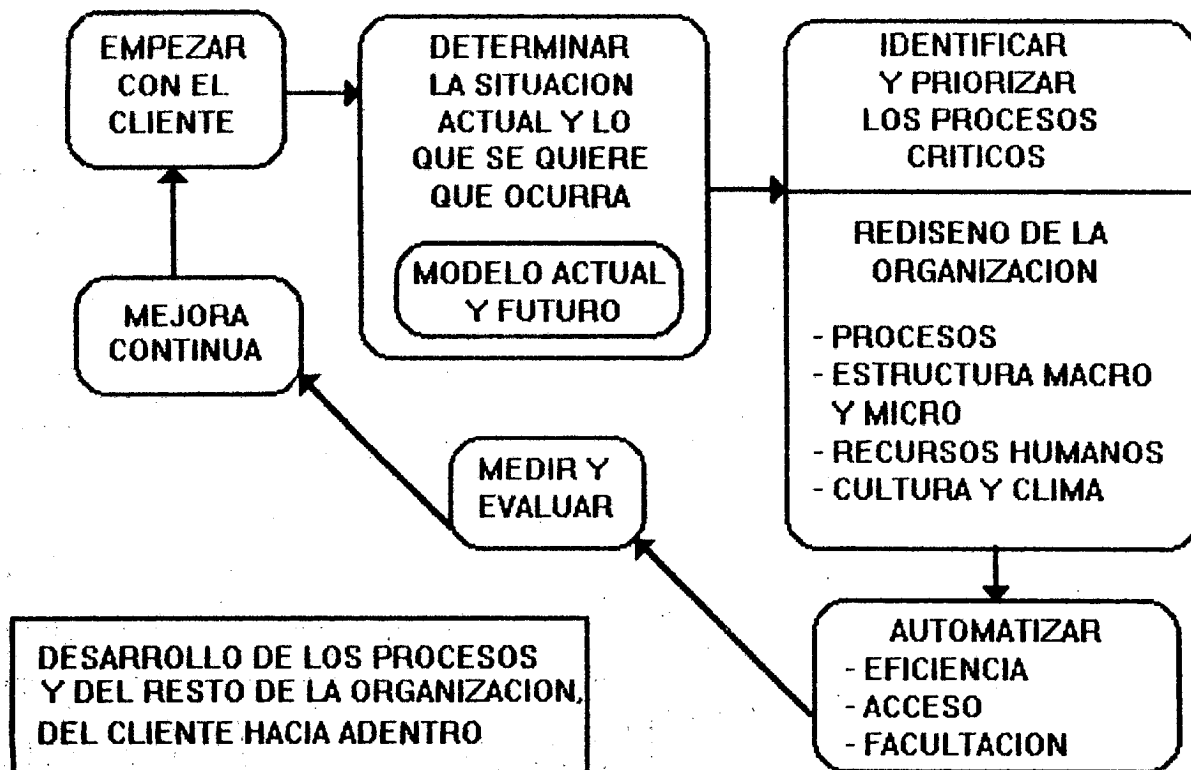 EMPEZAR
CON EL
CLIENTE
DETERMINAR
LA SITUACION
ACTUAL Y LO
QUE SE QUIERE
QUE OCURRA
MODELO ACTUAL
Y FUTURO
IDENTIFICAR
Y PRIORIZAR
LOS PROCESOS
CRITICOS
REDISENO DE LA
ORGANIZACION
- PROCESOS
- ESTRUCTURA MACRO
Y MICRO
- RECURSOS HUMANOS
- CULTURA Y CLIMA
AUTOMATIZAR
- EFICIENCIA
- ACCESO
- FACULTACION
MEDIR Y
EVALUAR
MEJORA
CONTINUA
DESARROLLO DE LOS PROCESOS
Y DEL RESTO DE LA ORGANIZACION,
DEL CLIENTE HACIA ADENTRO